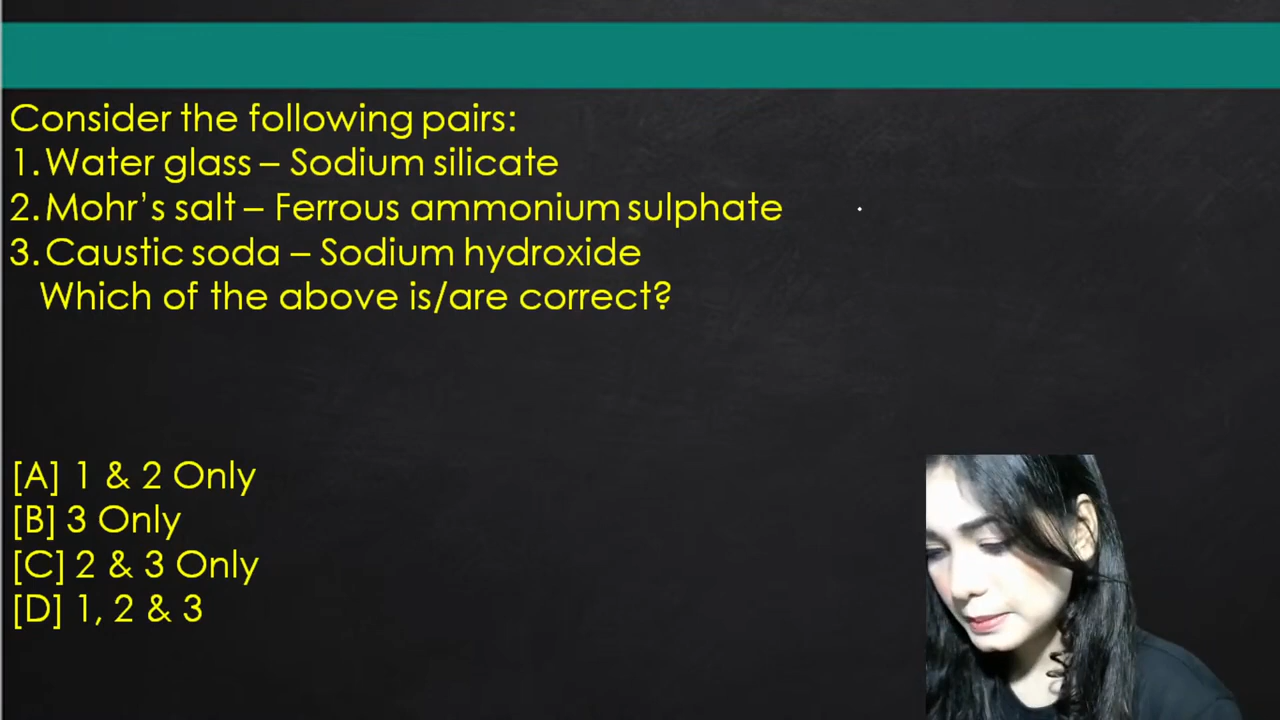 Consider the following pairs:
1. Water glass – Sodium silicate
2. Mohr's salt – Ferrous ammonium sulphate
3. Caustic soda – Sodium hydroxide
Which of the above is/are correct?
[A] 1 & 2 Only
[B] 3 Only
[C] 2 & 3 Only
[D] 1, 2 & 3